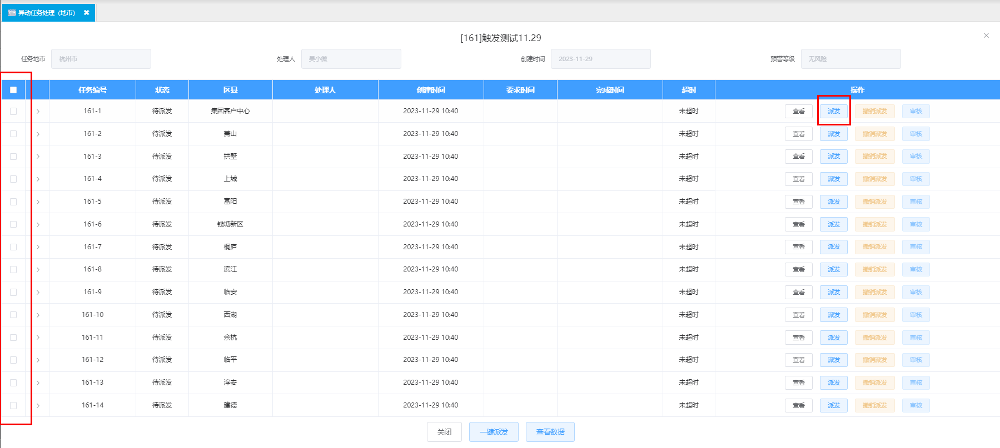 异动任务处理（地市） ✖
[161]触发测试11.29 ×
任务地市 杭州市 处理人 吴小微 创建时间 2023-11-29 预警等级 无风险
任务编号 状态 区县 处理人 创建时间 要求时间 完成时间 超时 操作
161-1 待派发 集团客户中心 2023-11-29 10:40 未超时 查看 派发 撤销派发 审核
161-2 待派发 萧山 2023-11-29 10:40 未超时 查看 派发 撤销派发 审核
161-3 待派发 拱墅 2023-11-29 10:40 未超时 查看 派发 撤销派发 审核
161-4 待派发 上城 2023-11-29 10:40 未超时 查看 派发 撤销派发 审核
161-5 待派发 富阳 2023-11-29 10:40 未超时 查看 派发 撤销派发 审核
161-6 待派发 钱塘新区 2023-11-29 10:40 未超时 查看 派发 撤销派发 审核
161-7 待派发 桐庐 2023-11-29 10:40 未超时 查看 派发 撤销派发 审核
161-8 待派发 滨江 2023-11-29 10:40 未超时 查看 派发 撤销派发 审核
161-9 待派发 临安 2023-11-29 10:40 未超时 查看 派发 撤销派发 审核
161-10 待派发 西湖 2023-11-29 10:40 未超时 查看 派发 撤销派发 审核
161-11 待派发 余杭 2023-11-29 10:40 未超时 查看 派发 撤销派发 审核
161-12 待派发 临平 2023-11-29 10:40 未超时 查看 派发 撤销派发 审核
161-13 待派发 淳安 2023-11-29 10:40 未超时 查看 派发 撤销派发 审核
161-14 待派发 建德 2023-11-29 10:40 未超时 查看 派发 撤销派发 审核
关闭 一键派发 查看数据